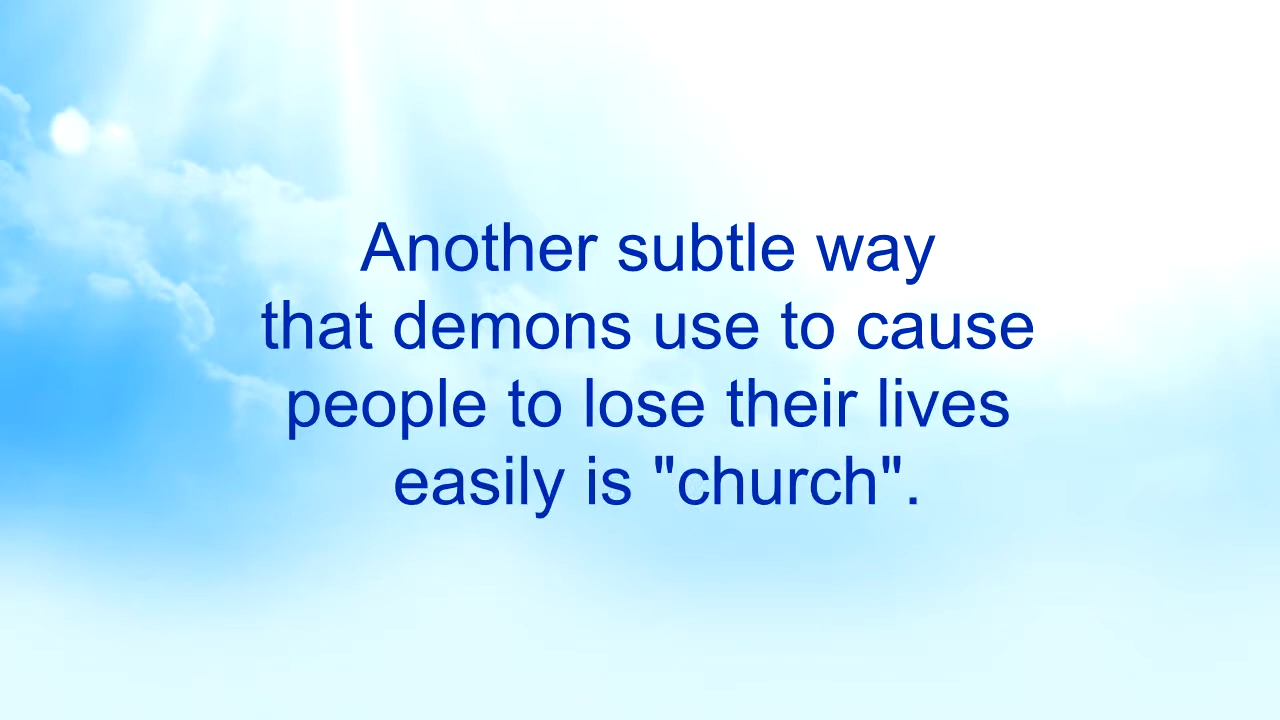 Another subtle way
that demons use to cause
people to lose their lives
easily is "church".